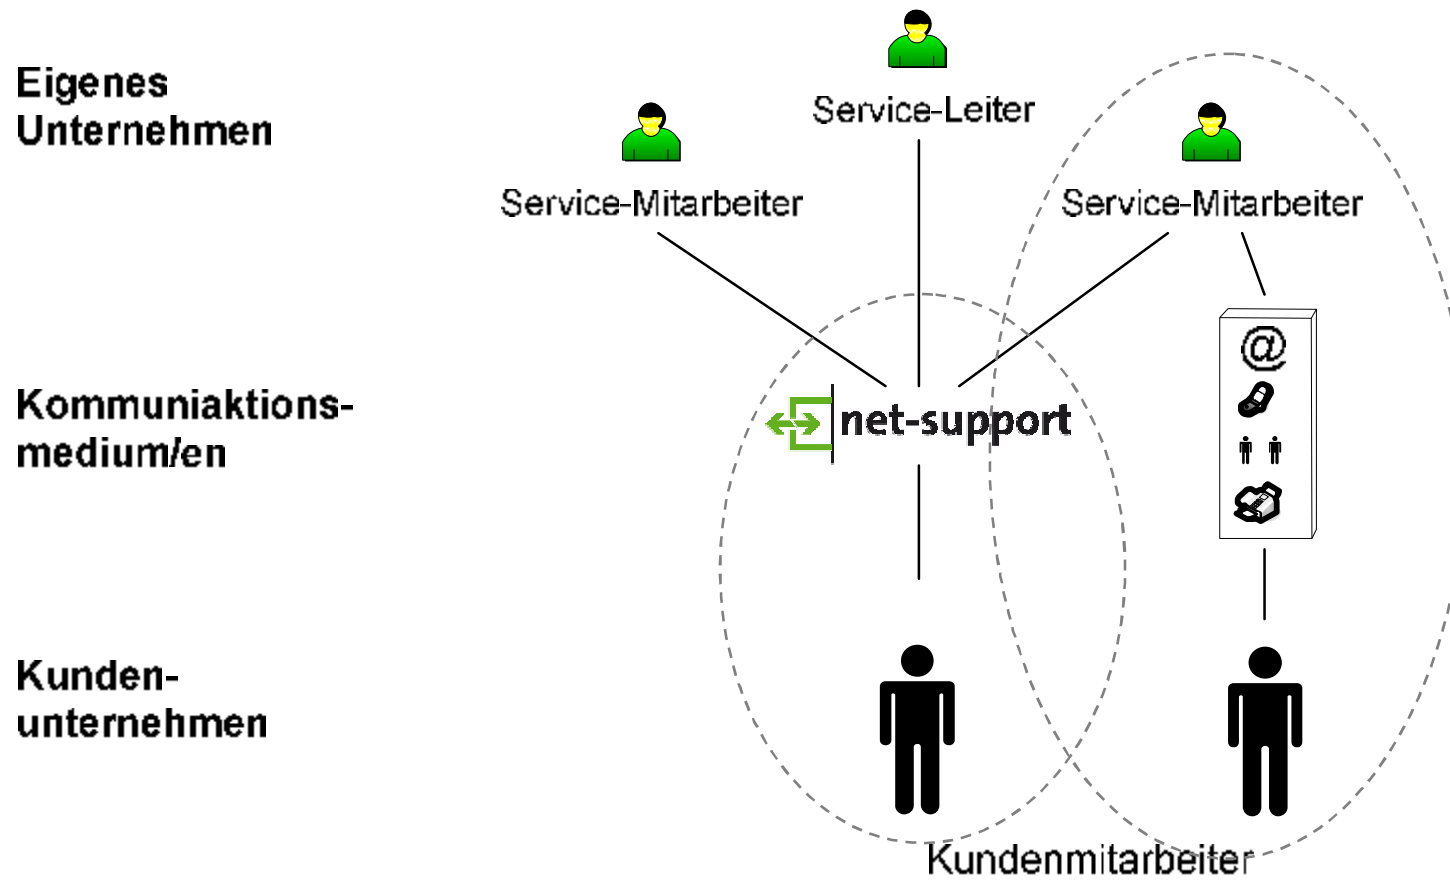 Eigenes
Unternehmen
Service-Leiter
Service-Mitarbeiter
Service-Mitarbeiter
Kommuniaktions-
medium/en
net-support
@
Kunden-
unternehmen
Kundenmitarbeiter